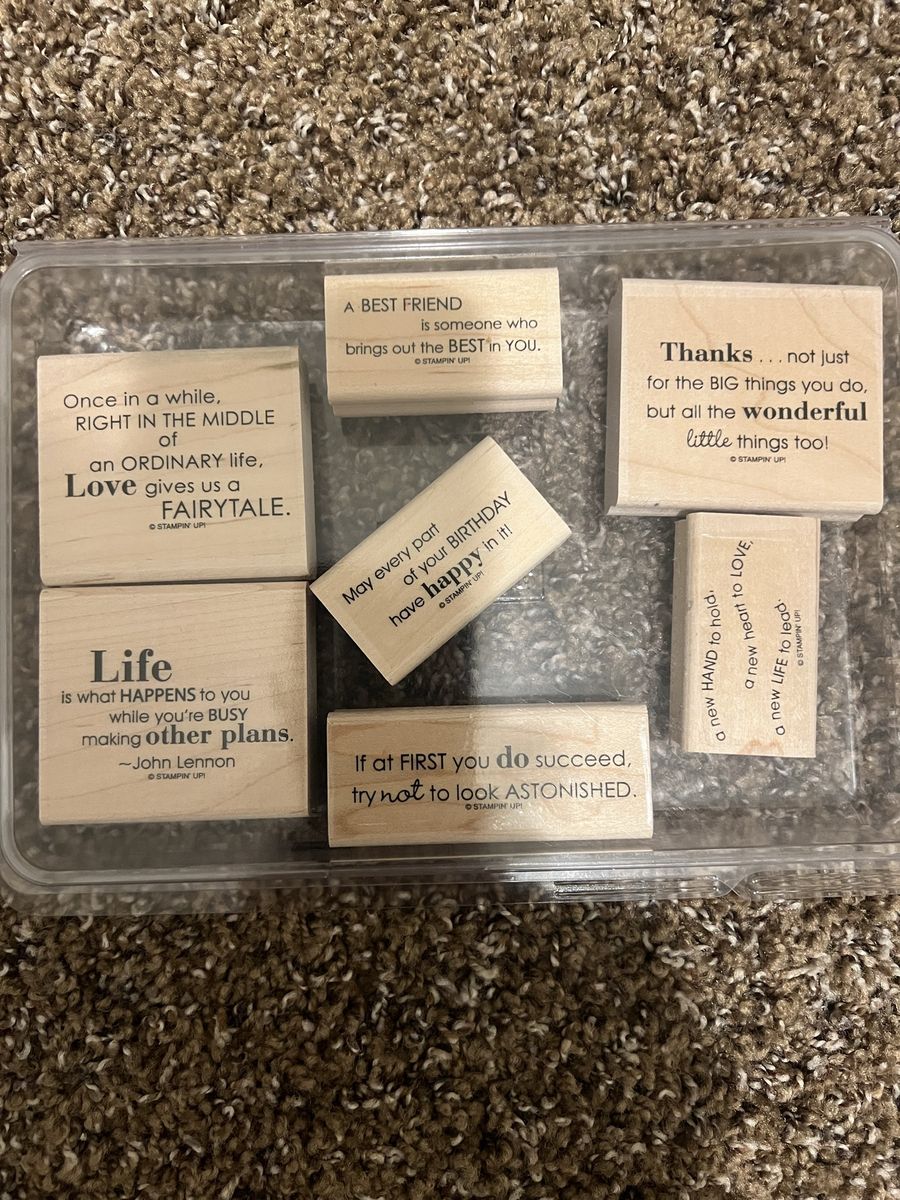 A BEST FRIEND
is someone who
brings out the BEST in YOU.
© STAMPIN' UP!
Thanks . . . not just
for the BIG things you do,
but all the wonderful
little things too!
© STAMPIN' UP!
Once in a while,
RIGHT IN THE MIDDLE
of
an ORDINARY life,
Love gives us a
FAIRYTALE.
© STAMPIN' UP!
May every part
of your BIRTHDAY
have happy in it!
© STAMPIN' UP!
a new HAND to hold,
a new heart to LOVE,
a new LIFE to lead.
© STAMPIN' UP!
Life
is what HAPPENS to you
while you're BUSY
making other plans.
~John Lennon
© STAMPIN' UP!
If at FIRST you do succeed,
try not to look ASTONISHED.
© STAMPIN' UP!